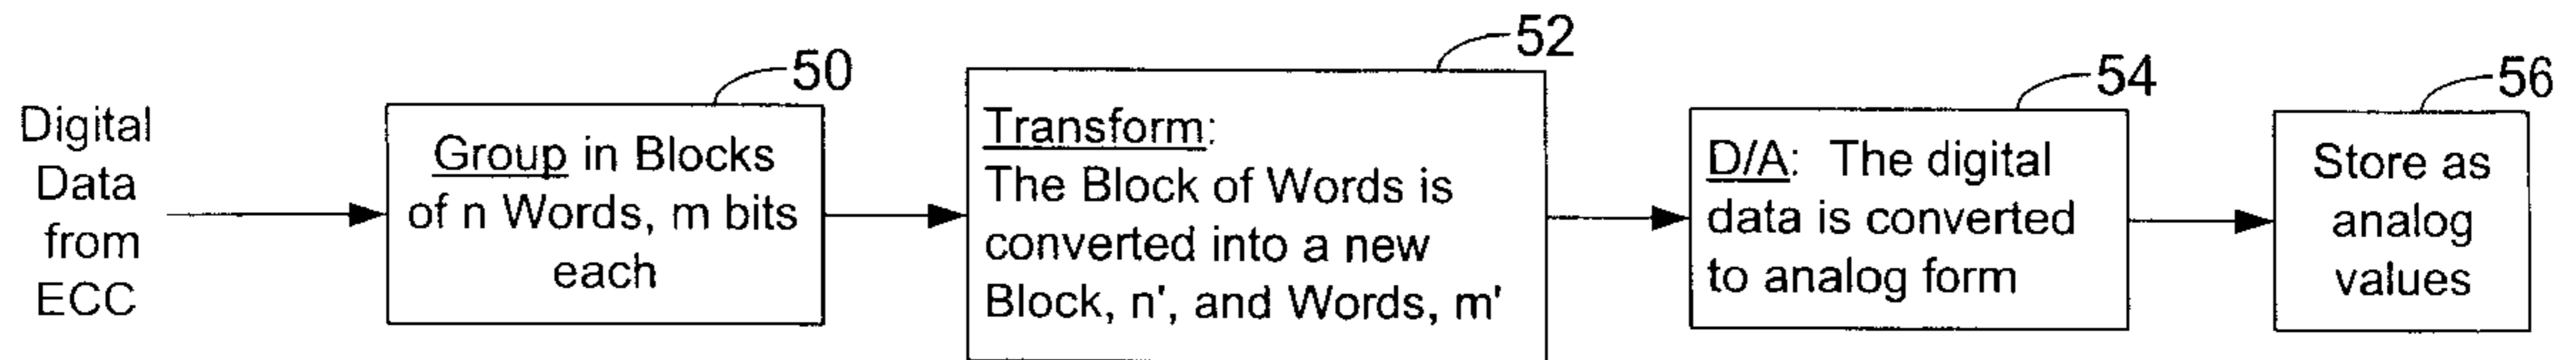 Digital
Data
from
ECC
50
Group in Blocks
of n Words, m bits
each
52
Transform:
The Block of Words is
converted into a new
Block, n', and Words, m'
54
D/A: The digital
data is converted
to analog form
56
Store as
analog
values